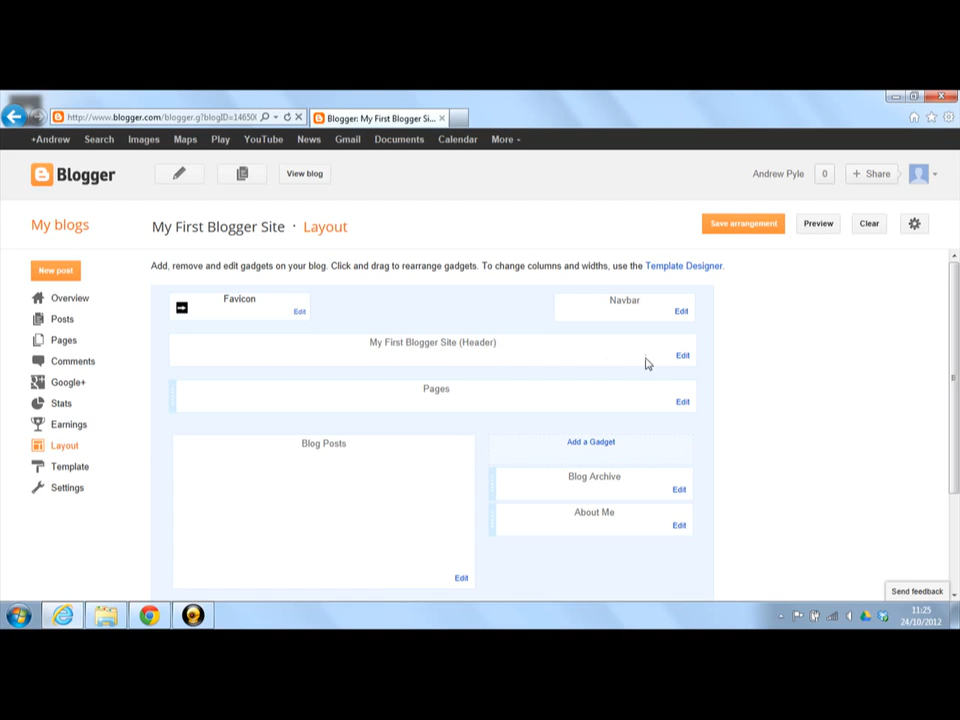 http://www.blogger.com/blogger.g?blogID=14650
Blogger: My First Blogger Si...
+Andrew Search Images Maps Play YouTube News Gmail Documents Calendar More
Blogger
View blog
Andrew Pyle
0
+ Share
My blogs
My First Blogger Site · Layout
Save arrangement
Preview
Clear
New post
Overview
Posts
Pages
Comments
Google+
Stats
Earnings
Layout
Template
Settings
Add, remove and edit gadgets on your blog. Click and drag to rearrange gadgets. To change columns and widths, use the Template Designer.
Favicon
Edit
Navbar
Edit
My First Blogger Site (Header)
Edit
Pages
Edit
Blog Posts
Edit
Add a Gadget
Blog Archive
Edit
About Me
Edit
Send feedback
11:25
24/10/2012